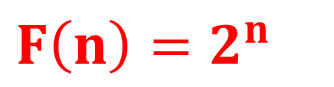 F(n) = 2ⁿ